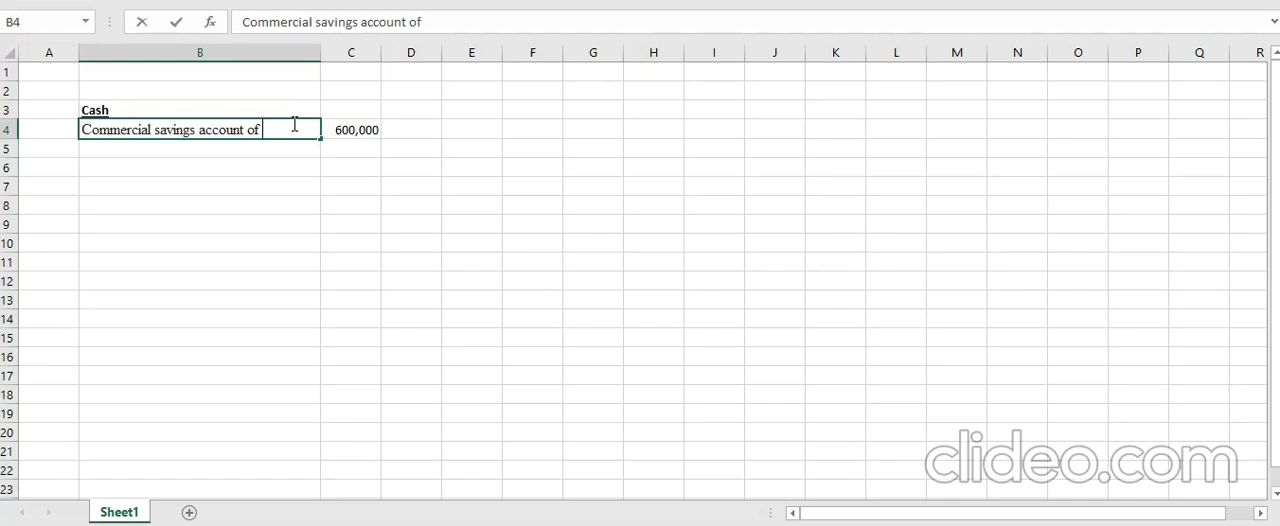 B4
fx
Commercial savings account of
A B C D E F G H I J K L M N O P Q R
1
2
3 Cash
4 Commercial savings account of 600,000
5
6
7
8
9
10
11
12
13
14
15
16
17
18
19
20
21
22
23
clideo.com
Sheet1